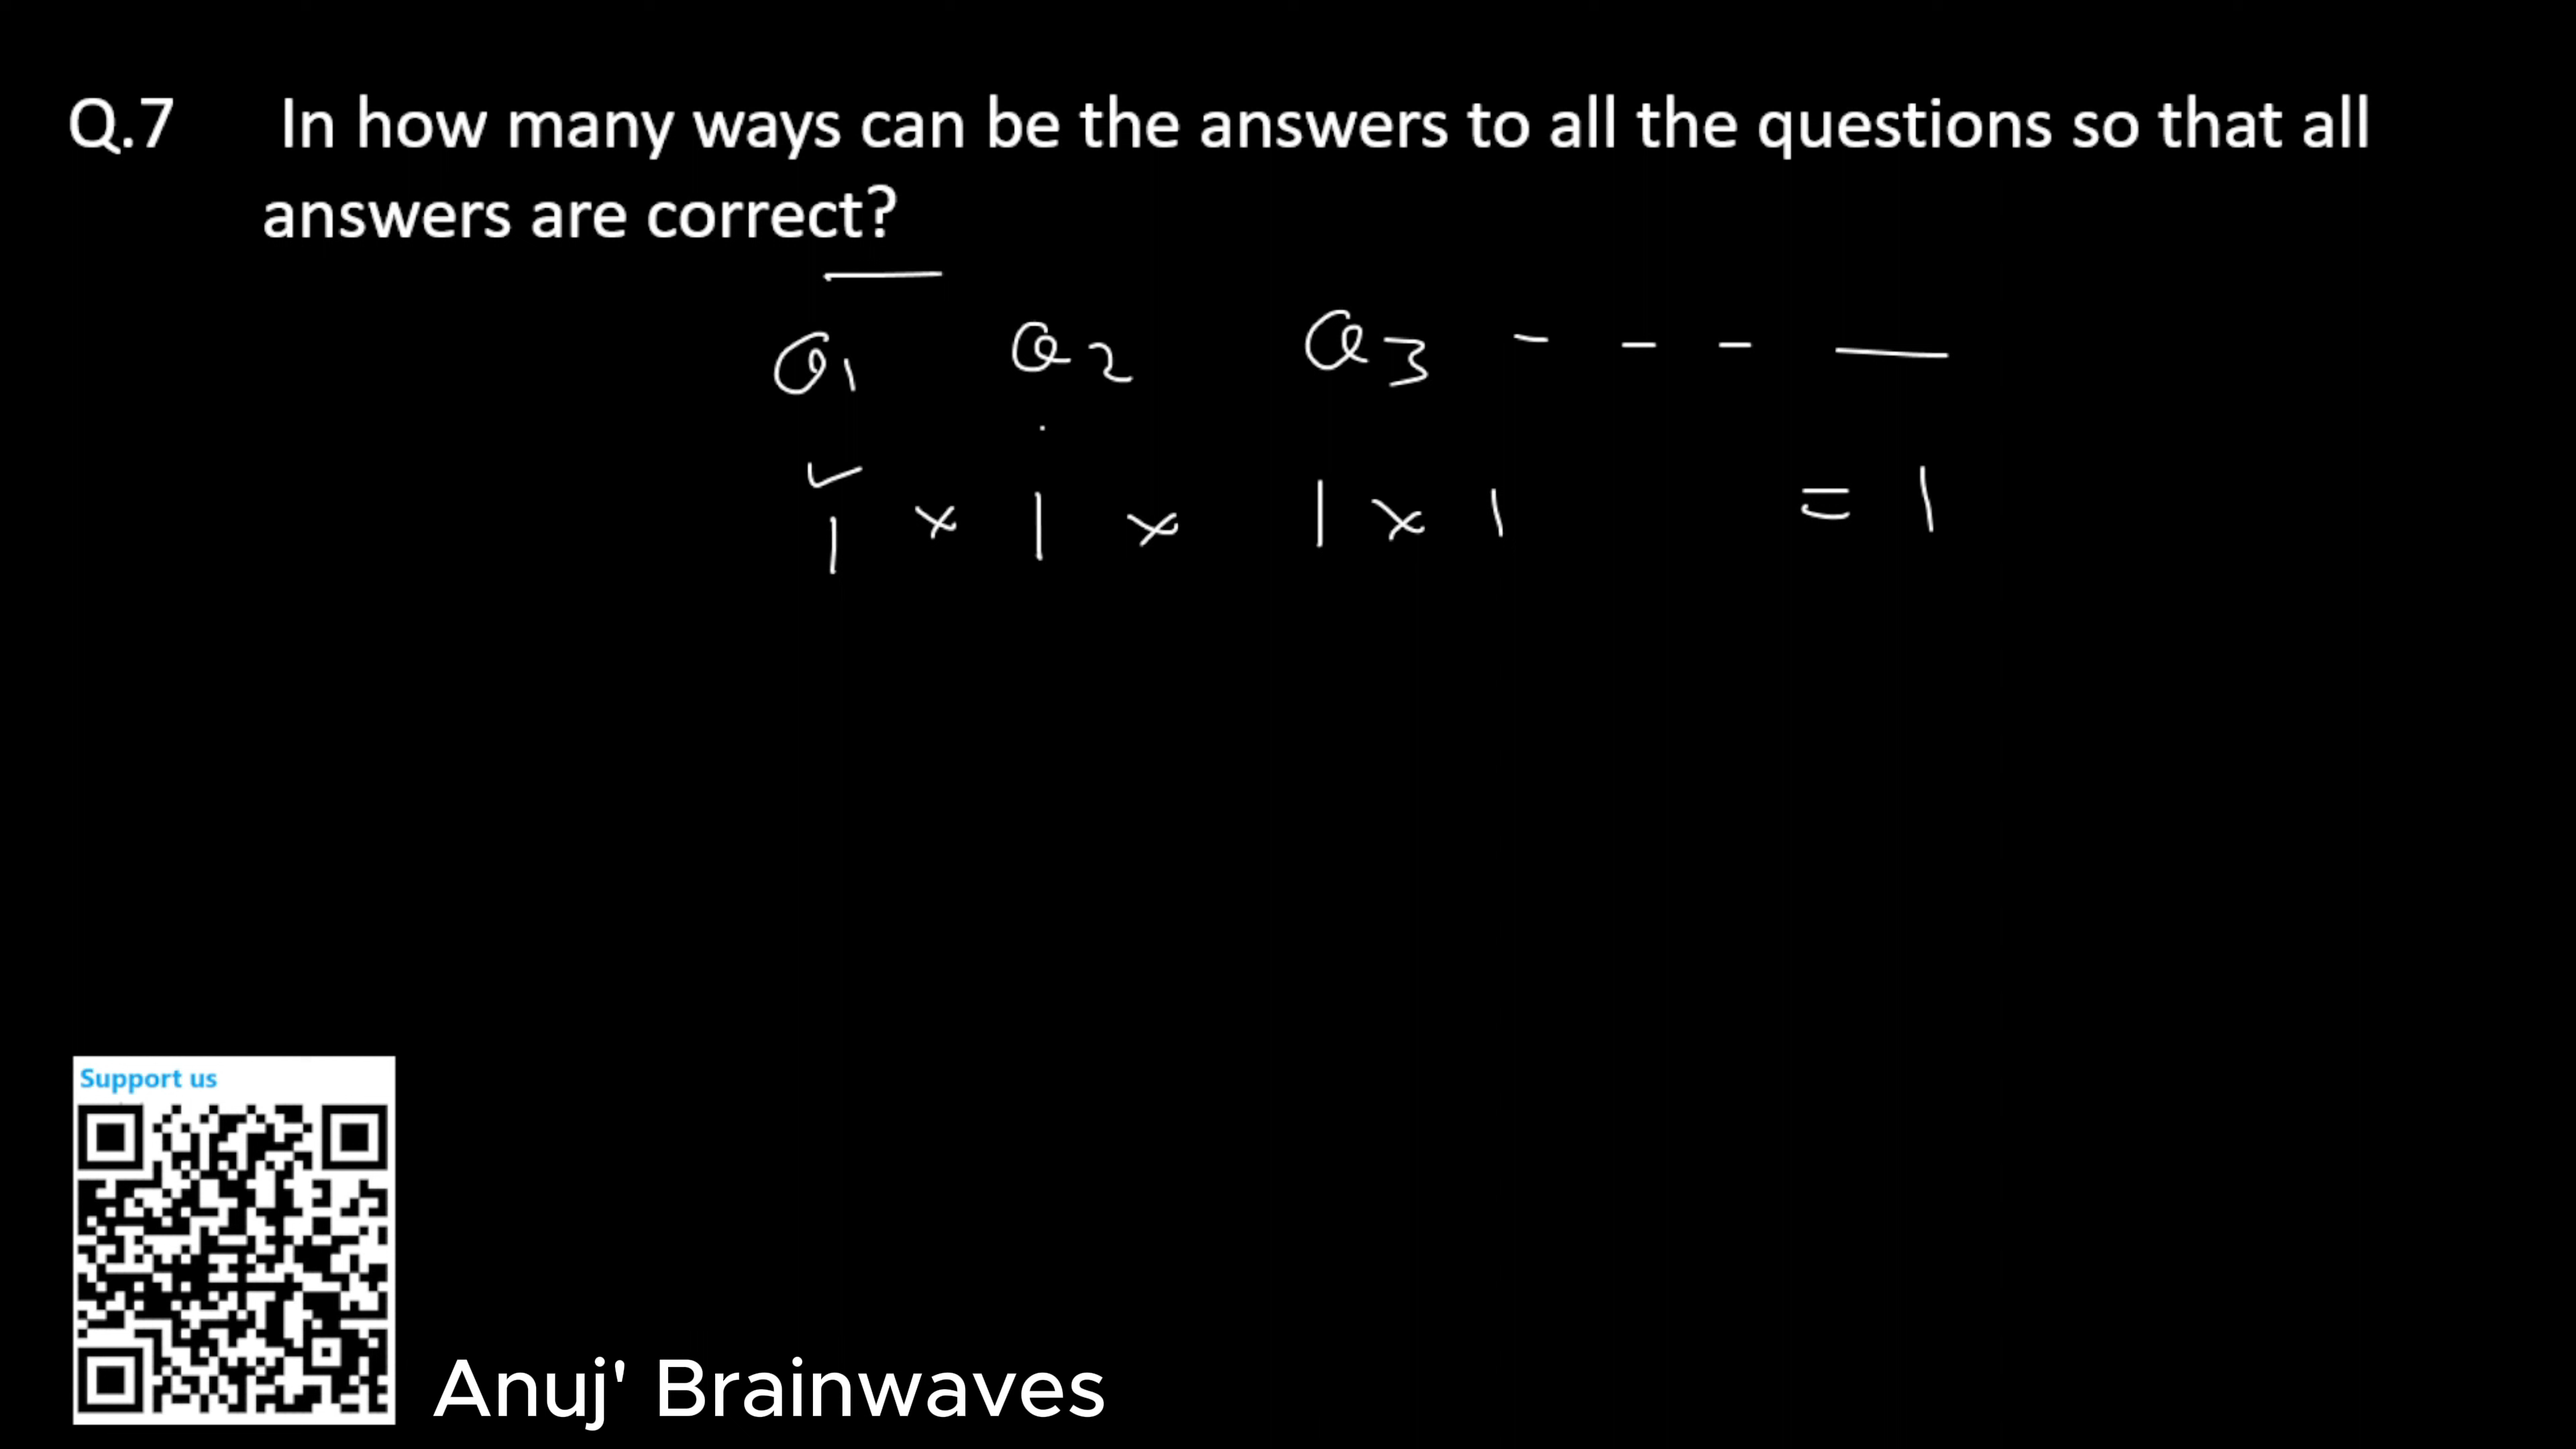 Q.7 In how many ways can be the answers to all the questions so that all
answers are correct?
Q1 Q2 Q3 - - - —
✓
1 × 1 × 1 × 1 = 1
Support us
Anuj' Brainwaves